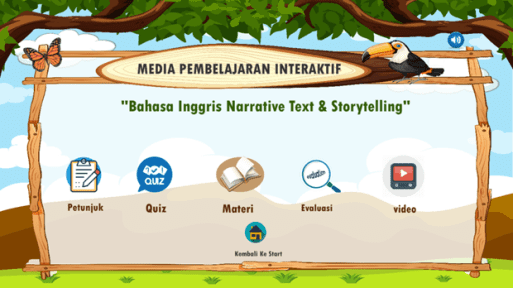 MEDIA PEMBELAJARAN INTERAKTIF
"Bahasa Inggris Narrative Text & Storytelling"
QUIZ
Petunjuk
Quiz
Materi
Evaluasi
video
Kembali Ke Start